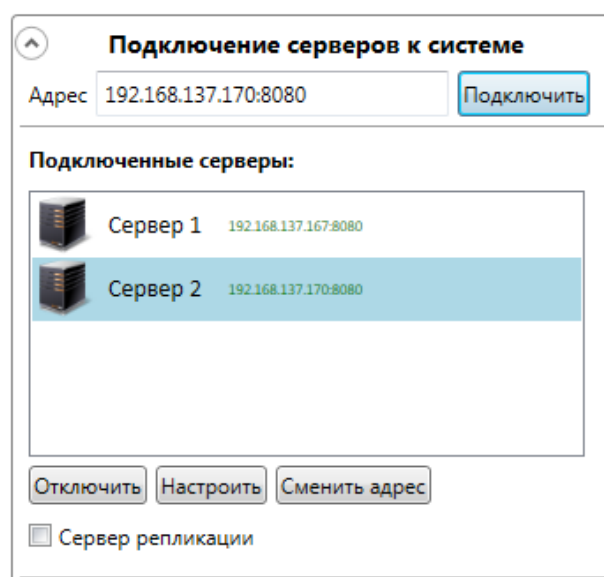 Подключение серверов к системе
Адрес 192.168.137.170:8080 Подключить
Подключенные серверы:
Сервер 1 192.168.137.167:8080
Сервер 2 192.168.137.170:8080
Отключить Настроить Сменить адрес
Сервер репликации